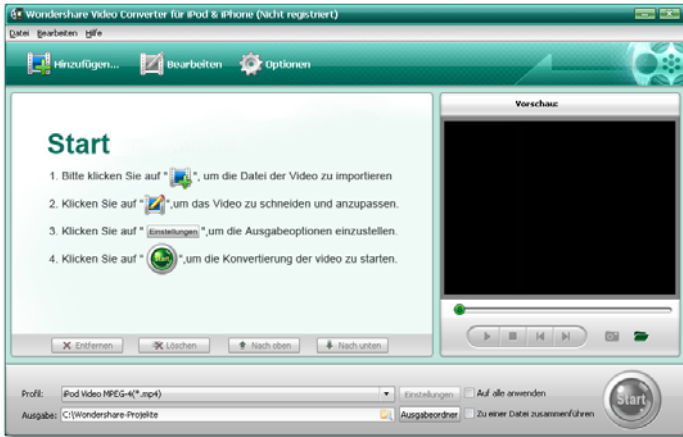 Wondershare Video Converter für iPod & iPhone (Nicht registriert)
Datei Bearbeiten Hilfe
Hinzufügen... Bearbeiten Optionen
Vorschau:
Start
1. Bitte klicken Sie auf " ", um die Datei der Video zu importieren
2. Klicken Sie auf " ",um das Video zu schneiden und anzupassen.
3. Klicken Sie auf " Einstellungen ",um die Ausgabeoptionen einzustellen.
4. Klicken Sie auf " Start ",um die Konvertierung der video zu starten.
Entfernen Löschen Nach oben Nach unten
Profil: iPod Video MPEG-4(*.mp4) Einstellungen Auf alle anwenden
Start
Ausgabe: C:\Wondershare-Projekte Ausgabeordner Zu einer Datei zusammenführen